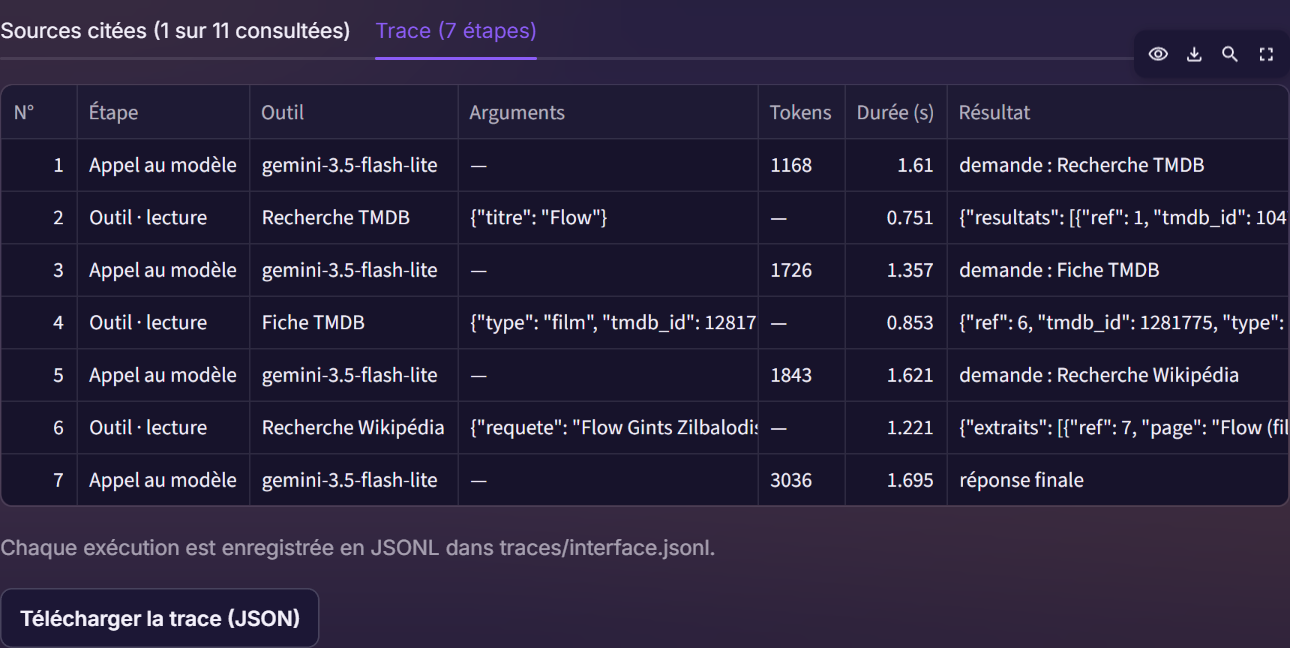 Sources citées (1 sur 11 consultées) Trace (7 étapes)
N° Étape Outil Arguments Tokens Durée (s) Résultat
1 Appel au modèle gemini-3.5-flash-lite — 1168 1.61 demande : Recherche TMDB
2 Outil · lecture Recherche TMDB {"titre": "Flow"} — 0.751 {"resultats": [{"ref": 1, "tmdb_id": 104
3 Appel au modèle gemini-3.5-flash-lite — 1726 1.357 demande : Fiche TMDB
4 Outil · lecture Fiche TMDB {"type": "film", "tmdb_id": 12817 — 0.853 {"ref": 6, "tmdb_id": 1281775, "type":
5 Appel au modèle gemini-3.5-flash-lite — 1843 1.621 demande : Recherche Wikipédia
6 Outil · lecture Recherche Wikipédia {"requete": "Flow Gints Zilbalodis — 1.221 {"extraits": [{"ref": 7, "page": "Flow (fil
7 Appel au modèle gemini-3.5-flash-lite — 3036 1.695 réponse finale
Chaque exécution est enregistrée en JSONL dans traces/interface.jsonl.
Télécharger la trace (JSON)